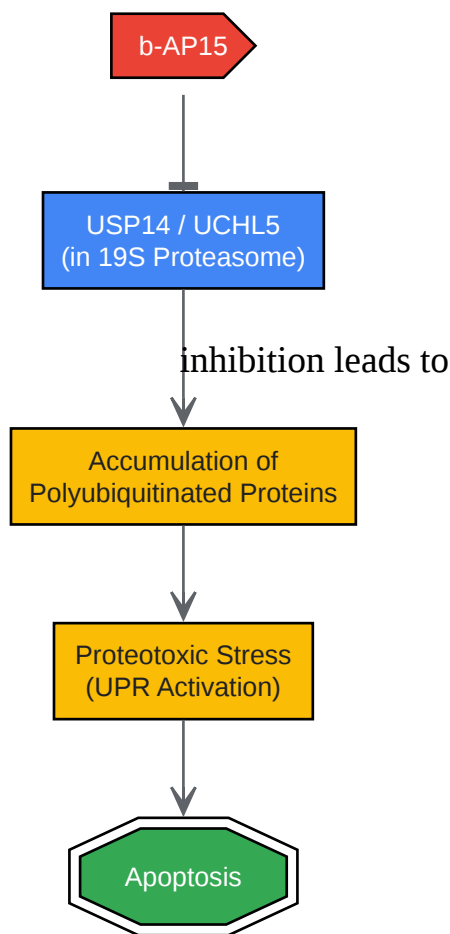 b-AP15
USP14 / UCHL5
(in 19S Proteasome)
inhibition leads to
Accumulation of
Polyubiquitinated Proteins
Proteotoxic Stress
(UPR Activation)
Apoptosis